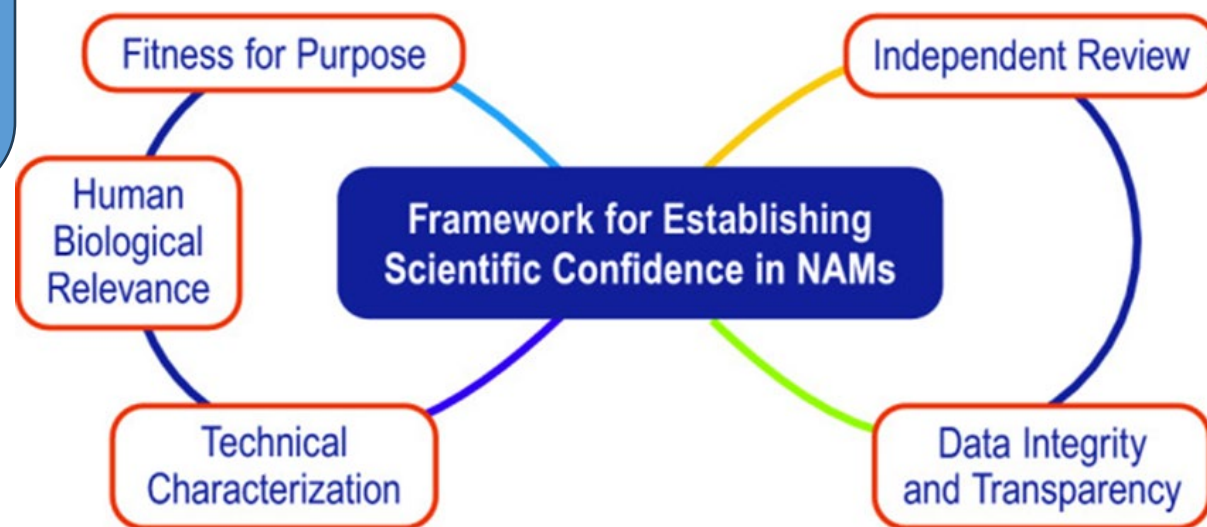 Fitness for Purpose
Independent Review
Human
Biological
Relevance
Framework for Establishing
Scientific Confidence in NAMs
Technical
Characterization
Data Integrity
and Transparency